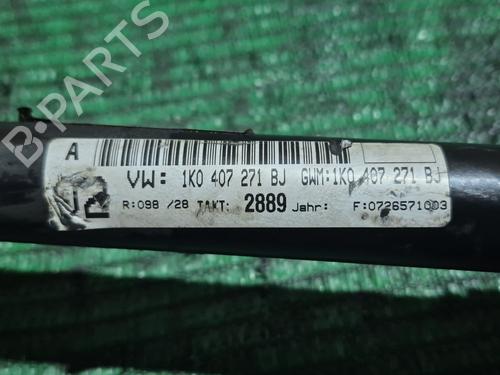 B-PARTS
A
VW: 1K0 407 271 BJ GWM:1K0 407 271 BJ
R:098 /28 TAKT: 2889 Jahr: F:0726571003